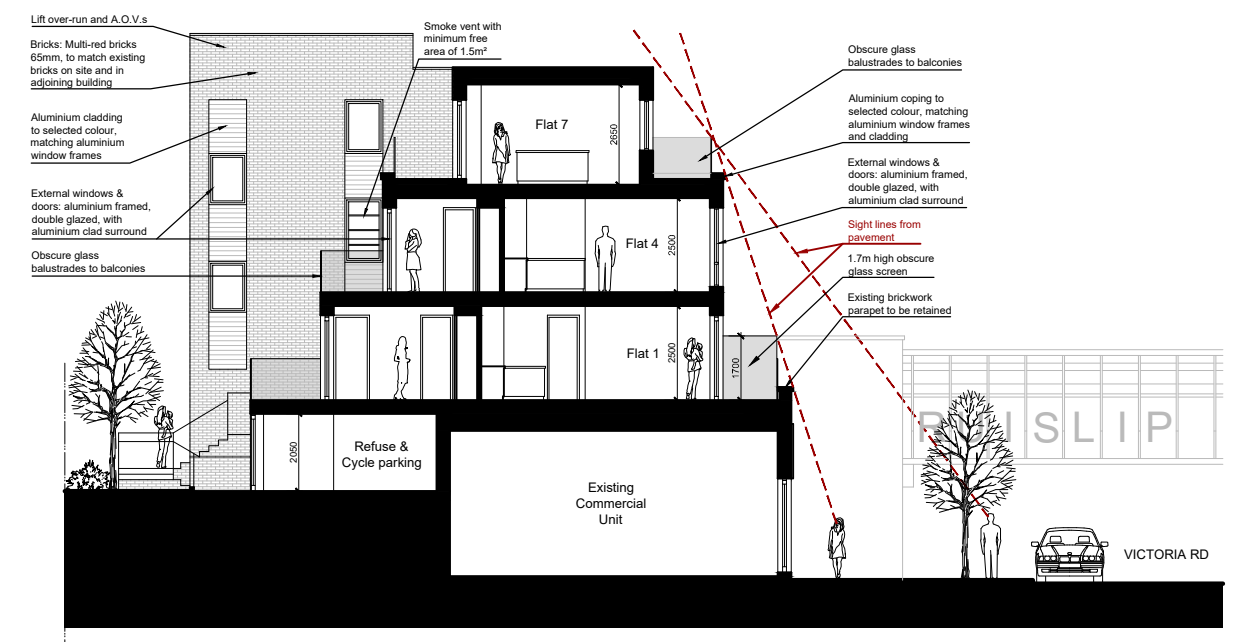 Lift over-run and A.O.V.s
Bricks: Multi-red bricks
65mm, to match existing
bricks on site and in
adjoining building
Aluminium cladding
to selected colour,
matching aluminium
window frames
External windows &
doors: aluminium framed,
double glazed, with
aluminium clad surround
Obscure glass
balustrades to balconies
Smoke vent with
minimum free
area of 1.5m²
Obscure glass
balustrades to balconies
Aluminium coping to
selected colour, matching
aluminium window frames
and cladding
External windows &
doors: aluminium framed,
double glazed, with
aluminium clad surround
Sight lines from
pavement
1.7m high obscure
glass screen
Existing brickwork
parapet to be retained
Flat 7
2650
Flat 4
2500
Flat 1
2500
1700
2050
Refuse &
Cycle parking
Existing
Commercial
Unit
RUISLIP
VICTORIA RD